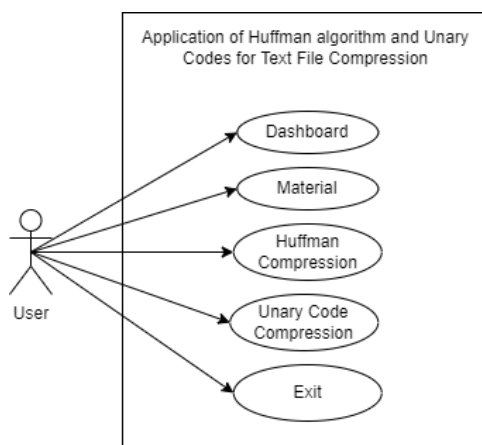 Application of Huffman algorithm and Unary
Codes for Text File Compression
Dashboard
Material
Huffman
Compression
User
Unary Code
Compression
Exit